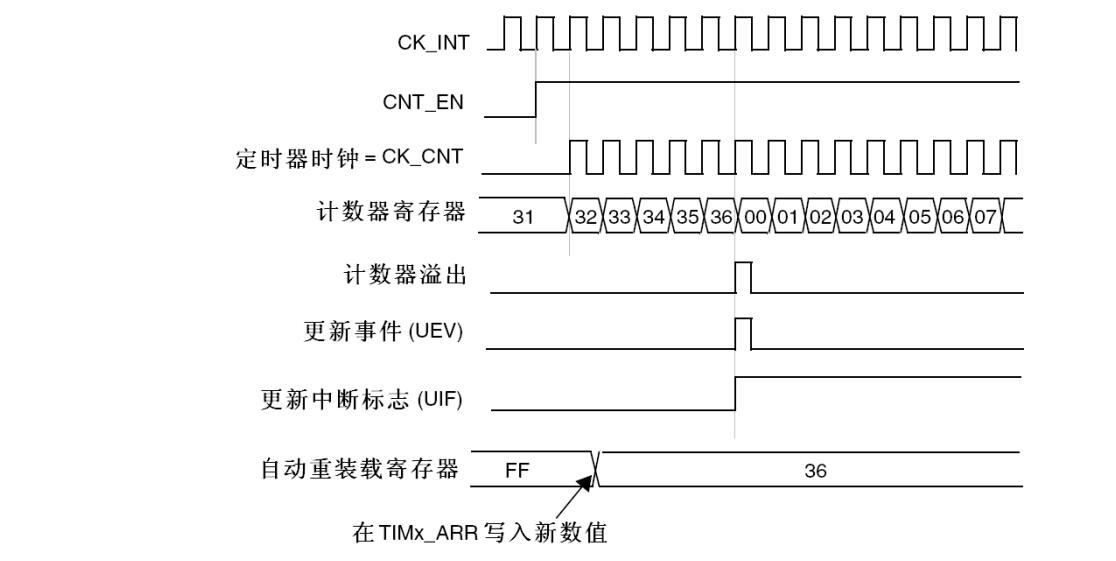 CK_INT
CNT_EN
定时器时钟 = CK_CNT
计数器寄存器 31 32 33 34 35 36 00 01 02 03 04 05 06 07
计数器溢出
更新事件 (UEV)
更新中断标志 (UIF)
自动重装载寄存器 FF 36
在 TIMx_ARR 写入新数值